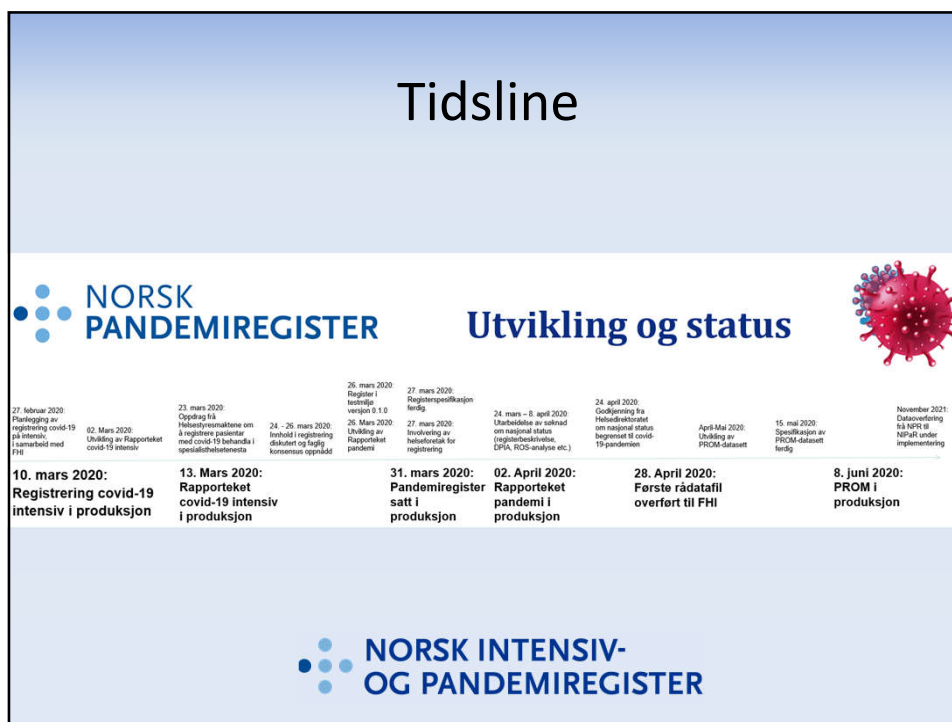 Tidsline
NORSK
PANDEMIREGISTER
Utvikling og status
27. februar 2020:
Planlegging av
registrering covid-19
på intensiv,
i samarbeid med
FHI
02. Mars 2020:
Utvikling av Rapporteket
covid-19 intensiv
23. mars 2020:
Oppdrag frå
Helsestyresmaktene om
å registrere pasientar
med covid-19 behandla i
spesialisthelsetenesta
24. - 26. mars 2020:
Innhold i registrering
diskutert og faglig
konsensus oppnådd
26. mars 2020:
Register i
testmiljø
versjon 0.1.0
26. Mars 2020:
Utvikling av
Rapporteket
pandemi
27. mars 2020:
Registerspesifikasjon
ferdig.
27. mars 2020:
Involvering av
helseforetak for
registrering
24. mars – 8. april 2020:
Utarbeidelse av søknad
om nasjonal status
(registerbeskrivelse,
DPIA, ROS-analyse etc.)
24. april 2020:
Godkjenning fra
Helsedirektoratet
om nasjonal status
begrenset til covid-
19-pandemien
April-Mai 2020:
Utvikling av
PROM-datasett
15. mai 2020:
Spesifikasjon av
PROM-datasett
ferdig
November 2021:
Dataoverføring
frå NPR til
NIPaR under
implementering
10. mars 2020:
Registrering covid-19
intensiv i produksjon
13. Mars 2020:
Rapporteket
covid-19 intensiv
i produksjon
31. mars 2020:
Pandemiregister
satt i
produksjon
02. April 2020:
Rapporteket
pandemi i
produksjon
28. April 2020:
Første rådatafil
overført til FHI
8. juni 2020:
PROM i
produksjon
NORSK INTENSIV-
OG PANDEMIREGISTER